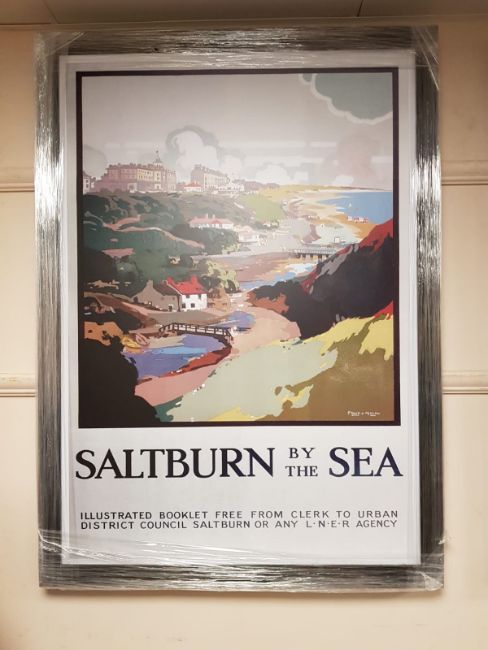 SALTBURN BY THE SEA
ILLUSTRATED BOOKLET FREE FROM CLERK TO URBAN
DISTRICT COUNCIL SALTBURN OR ANY L·N·E·R AGENCY